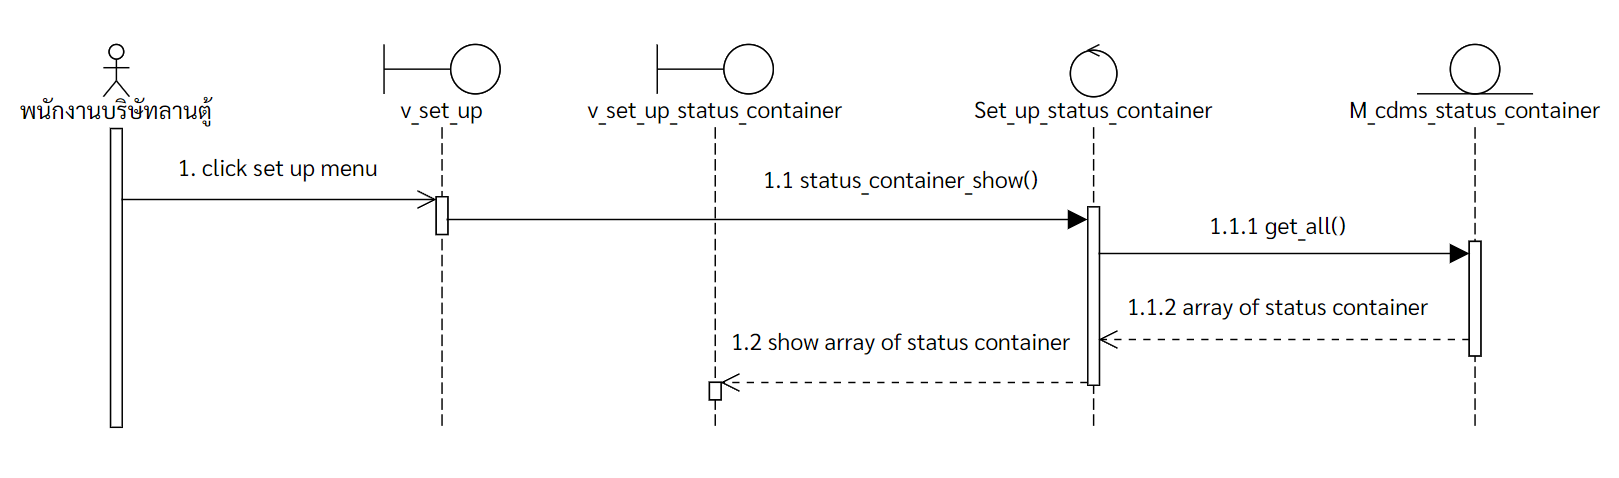 พนักงานบริษัทลานตู้
v_set_up
v_set_up_status_container
Set_up_status_container
M_cdms_status_container
1. click set up menu
1.1 status_container_show()
1.1.1 get_all()
1.1.2 array of status container
1.2 show array of status container